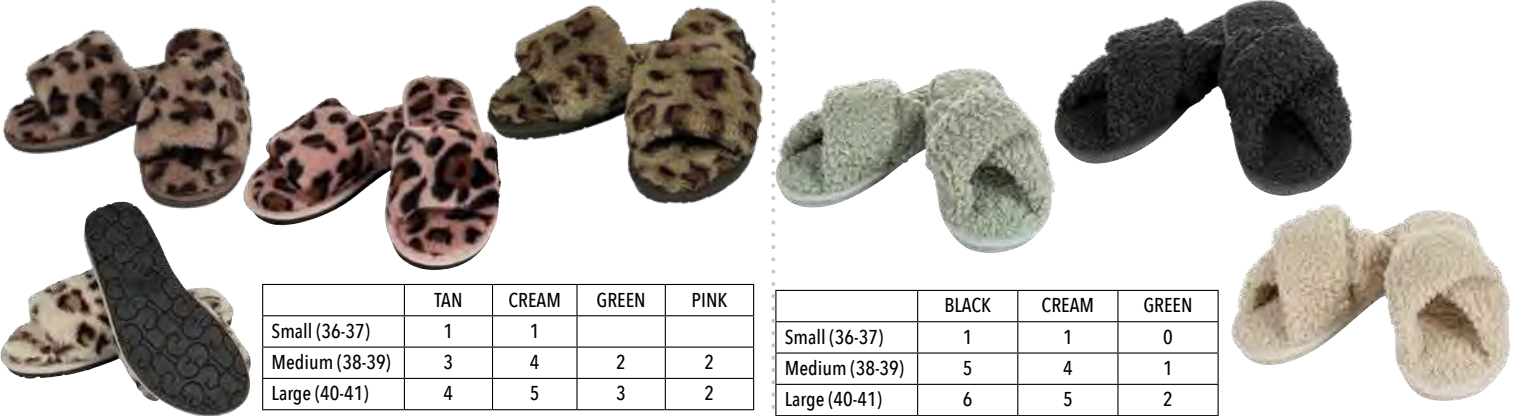 TAN CREAM GREEN PINK
Small (36-37) 1 1
Medium (38-39) 3 4 2 2
Large (40-41) 4 5 3 2
BLACK CREAM GREEN
Small (36-37) 1 1 0
Medium (38-39) 5 4 1
Large (40-41) 6 5 2